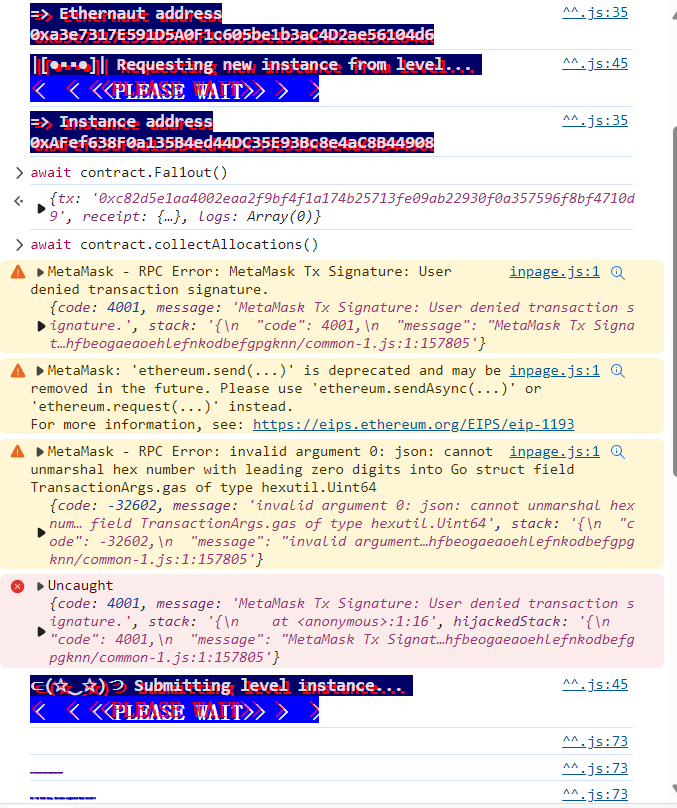 => Ethernaut address ^^.js:35
0xa3e7317E591D5A0F1c605be1b3aC4D2ae56104d6
|[●▪▪●]| Requesting new instance from level... ^^.js:45
< < <<PLEASE WAIT>> > >
=> Instance address ^^.js:35
0xAFef638F0a135B4ed44DC35E93Bc8e4aC8B44908
> await contract.Fal1out()
{tx: '0xc82d5e1aa4002eaa2f9bf4f1a174b25713fe09ab22930f0a357596f8bf4710d
9', receipt: {…}, logs: Array(0)}
> await contract.collectAllocations()
MetaMask - RPC Error: MetaMask Tx Signature: User inpage.js:1
denied transaction signature.
{code: 4001, message: 'MetaMask Tx Signature: User denied transaction s
ignature.', stack: '{\n  "code": 4001,\n  "message": "MetaMask Tx Signa
t…hfbeogaeaoehlefnkodbefgpgknn/common-1.js:1:157805'}
MetaMask: 'ethereum.send(...)' is deprecated and may be inpage.js:1
removed in the future. Please use 'ethereum.sendAsync(...)' or
'ethereum.request(...)' instead.
For more information, see: https://eips.ethereum.org/EIPS/eip-1193
MetaMask - RPC Error: invalid argument 0: json: cannot inpage.js:1
unmarshal hex number with leading zero digits into Go struct field
TransactionArgs.gas of type hexutil.Uint64
{code: -32602, message: 'invalid argument 0: json: cannot unmarshal hex
num… field TransactionArgs.gas of type hexutil.Uint64', stack: '{\n  "c
ode": -32602,\n  "message": "invalid argument…hfbeogaeaoehlefnkodbefgpg
knn/common-1.js:1:157805'}
Uncaught
{code: 4001, message: 'MetaMask Tx Signature: User denied transaction s
ignature.', stack: '{\n    at <anonymous>:1:16', hijackedStack: '{\n
"code": 4001,\n  "message": "MetaMask Tx Signat…hfbeogaeaoehlefnkodbefg
pgknn/common-1.js:1:157805'}
⊂(✰‿✰)つ Submitting level instance... ^^.js:45
< < <<PLEASE WAIT>> > >
^^.js:73
^^.js:73
^^.js:73